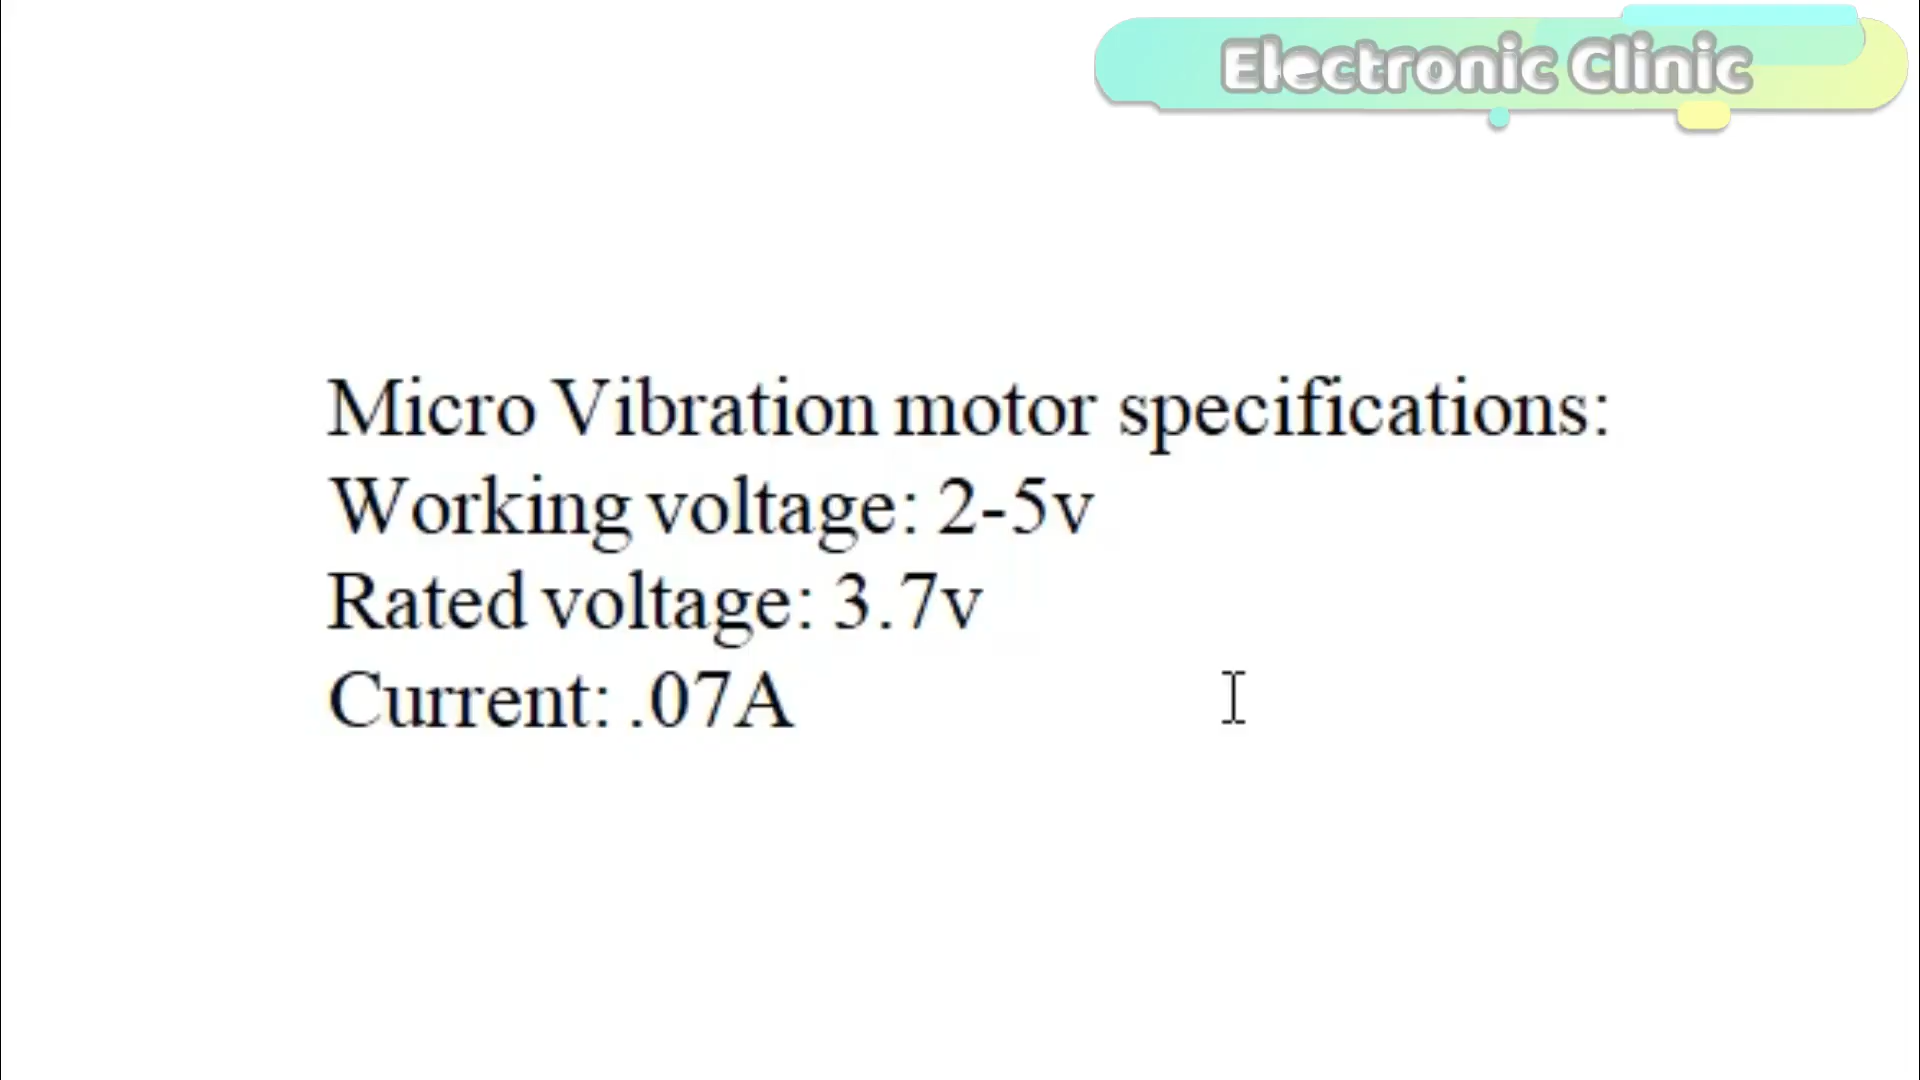 Electronic Clinic
Micro Vibration motor specifications:
Working voltage: 2-5v
Rated voltage: 3.7v
Current: .07A